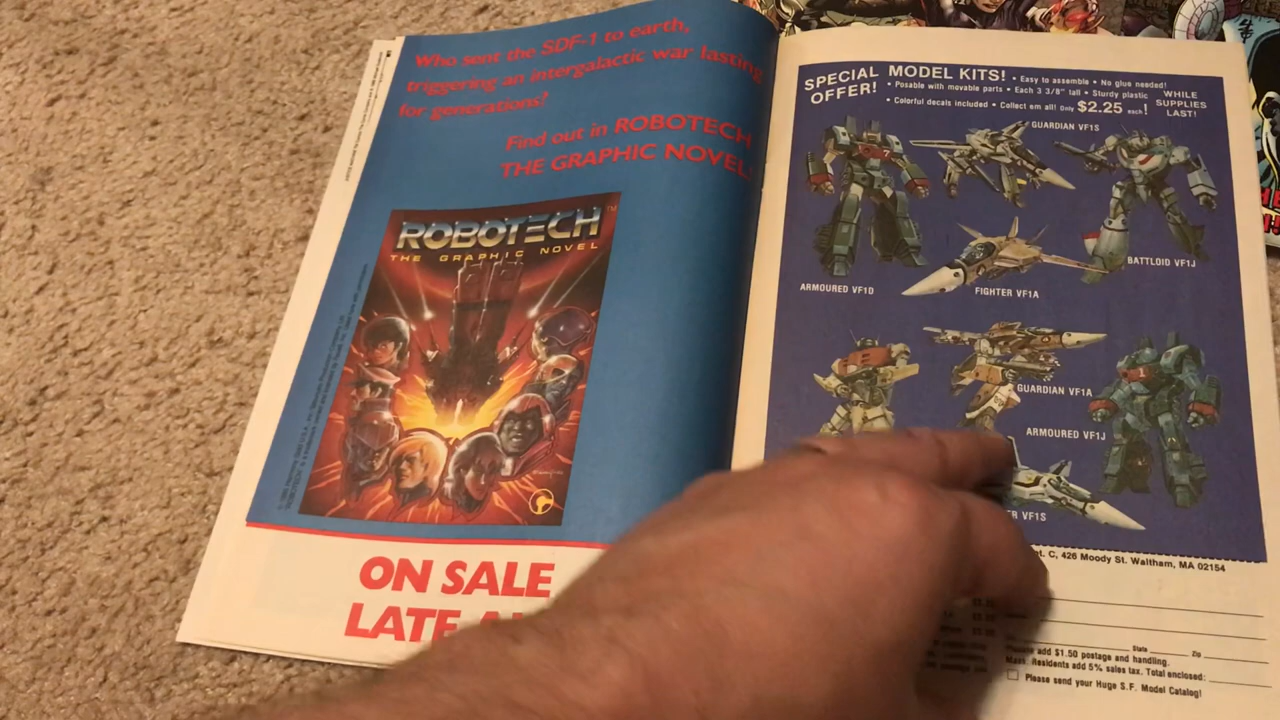 Who sent the SDF-1 to earth,
triggering an intergalactic war lasting
for generations?
Find out in ROBOTECH
THE GRAPHIC NOVEL!
ROBOTECH™
THE GRAPHIC NOVEL
ON SALE
LATE
SPECIAL OFFER!
MODEL KITS! • Easy to assemble • No glue needed!
• Posable with movable parts • Each 3 3/8" tall • Sturdy plastic
• Colorful decals included • Collect em all! Only $2.25 each!
WHILE
SUPPLIES
LAST!
GUARDIAN VF1S
ARMOURED VF1D
FIGHTER VF1A
BATTLOID VF1J
GUARDIAN VF1A
ARMOURED VF1J
VF1S
C, 426 Moody St. Waltham, MA 02154
State Zip
add $1.50 postage and handling.
Mass. Residents add 5% sales tax. Total enclosed:
Please send your Huge S.F. Model Catalog!